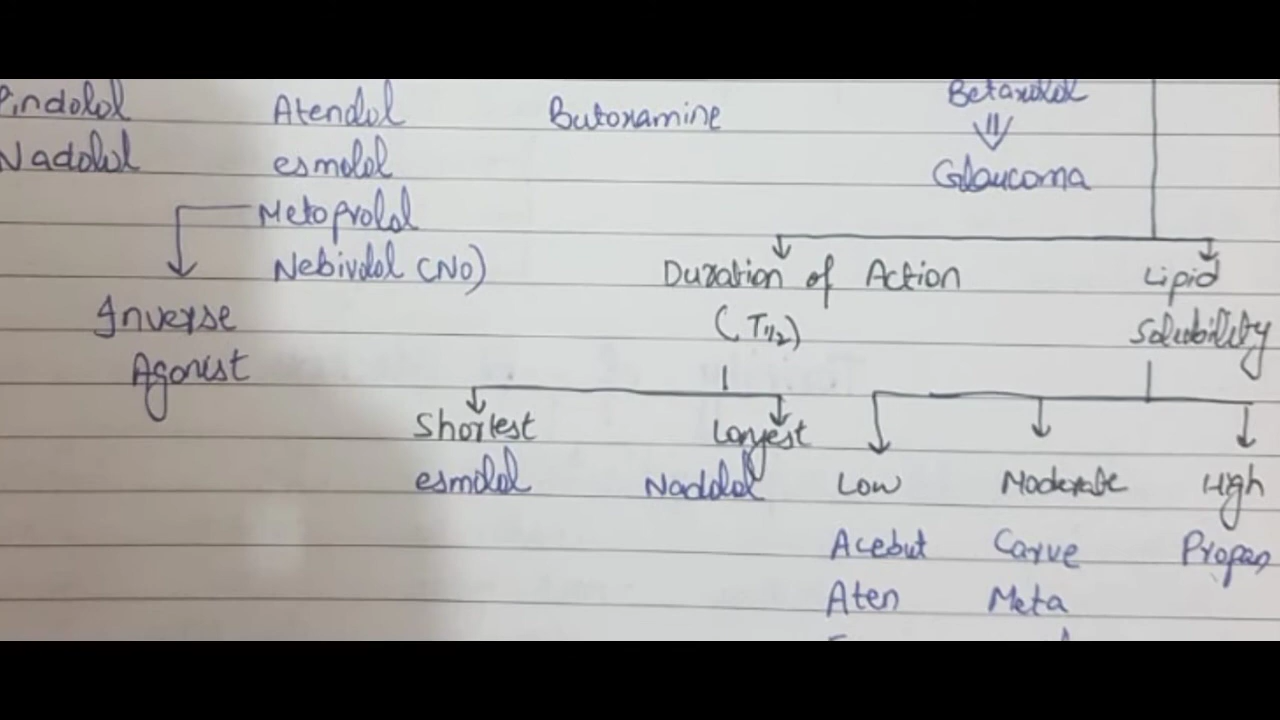 Pindolol Atenolol Butoxamine Betaxolol
Nadolol esmolol Glaucoma
Metoprolol
Nebivolol (NO) Duration of Action Lipid
Inverse (T1/2) Solubility
Agonist
Shortest Longest
esmolol Nadolol Low Moderate High
Acebut Carve Propan
Aten Meta